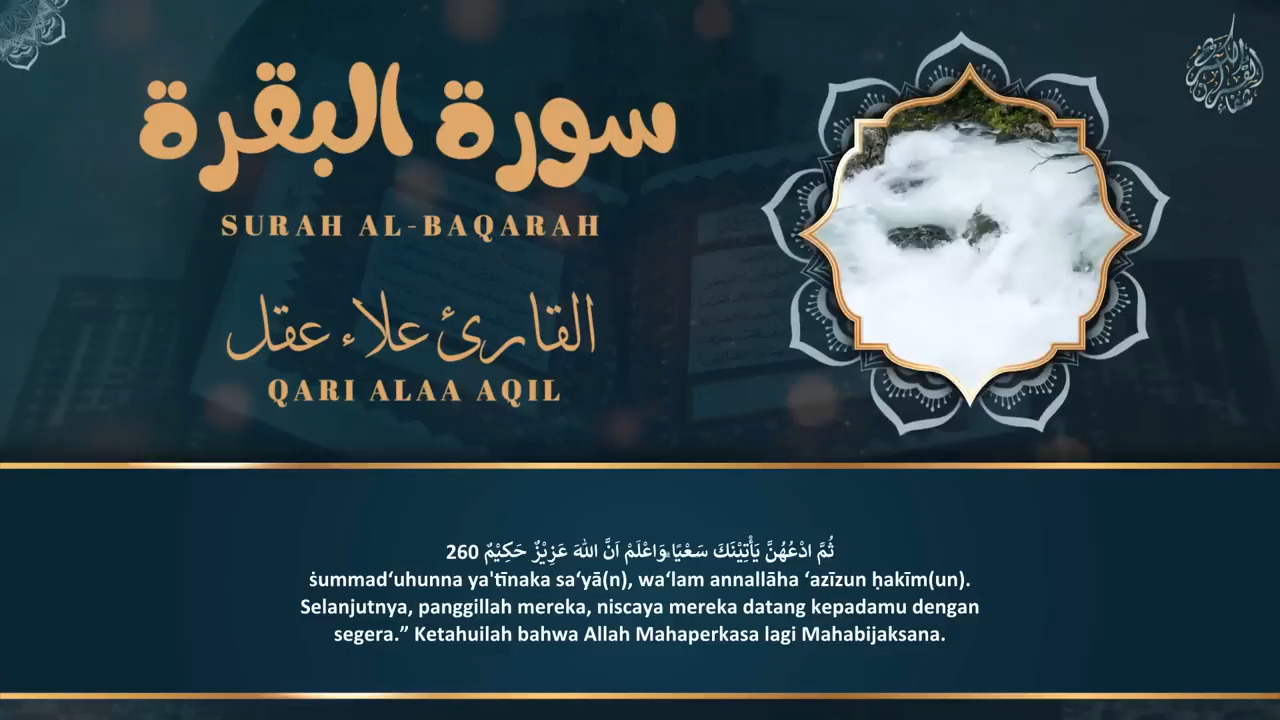 سورة البقرة
SURAH AL-BAQARAH
القارئ علاء عقل
QARI ALAA AQIL
ثُمَّ ادْعُهُنَّ يَأْتِيْنَكَ سَعْيًا ۗوَاعْلَمْ اَنَّ اللّٰهَ عَزِيْزٌ حَكِيْمٌ 260
ṡummad‘uhunna ya'tīnaka sa‘yā(n), wa‘lam annallāha ‘azīzun ḥakīm(un).
Selanjutnya, panggillah mereka, niscaya mereka datang kepadamu dengan
segera.” Ketahuilah bahwa Allah Mahaperkasa lagi Mahabijaksana.